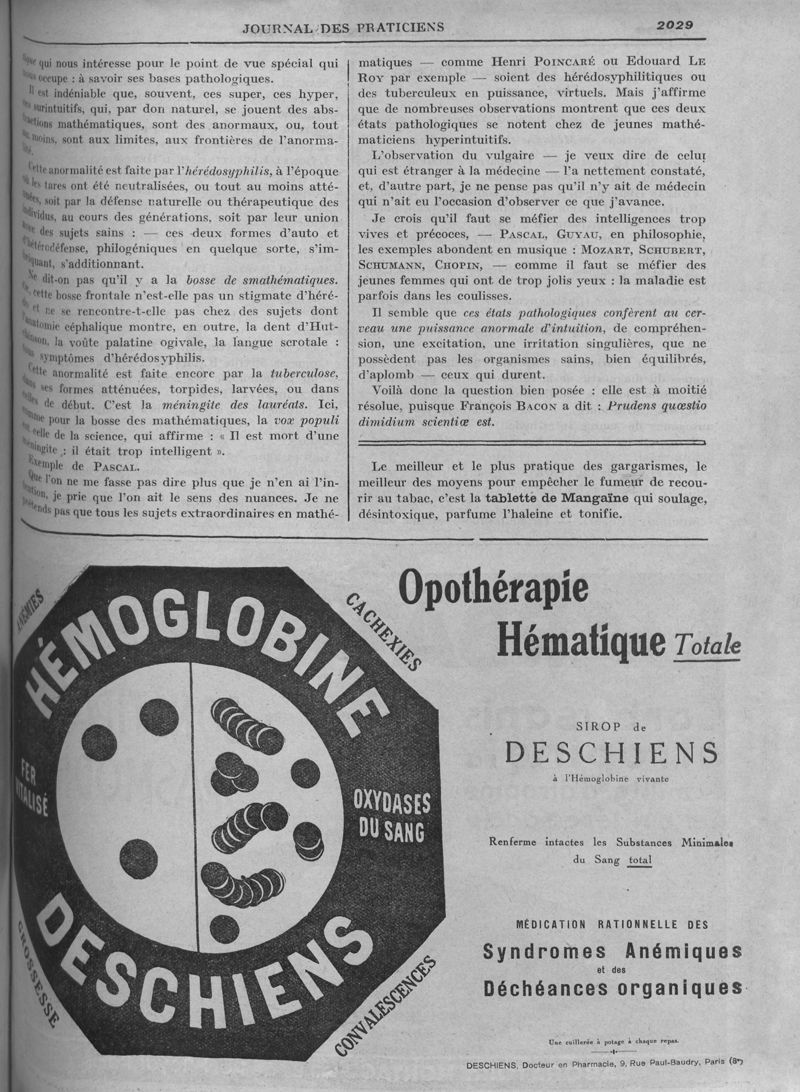 JOURNAL DES PRATICIENS
2029
qui nous intéresse pour le point de vue spécial qui
occupe : à savoir ses bases pathologiques.
Il est indéniable que, souvent, ces super, ces hyper,
surintuitifs, qui, par don naturel, se jouent des abs-
tractions mathématiques, sont des anormaux, ou, tout
moins, sont aux limites, aux frontières de l'anorma-
Cette anormalité est faite par l'hérédosyphilis, à l'époque
les tares ont été neutralisées, ou tout au moins atté-
nuées, soit par la défense naturelle ou thérapeutique des
individus, au cours des générations, soit par leur union
des sujets sains : — ces deux formes d'auto et
hétérodéfense, philogéniques en quelque sorte, s'im-
briquant, s'additionnant.
Ne dit-on pas qu'il y a la bosse de smathématiques.
cette bosse frontale n'est-elle pas un stigmate d'héré-
et ne se rencontre-t-elle pas chez des sujets dont
l'anatomie céphalique montre, en outre, la dent d'Hut-
chinson, la voûte palatine ogivale, la langue scrotale :
symptômes d'hérédosyphilis.
Cette anormalité est faite encore par la tuberculose,
dans ses formes atténuées, torpides, larvées, ou dans
celles de début. C'est la méningite des lauréats. Ici,
comme pour la bosse des mathématiques, la vox populi
celle de la science, qui affirme : « Il est mort d'une
méningite : il était trop intelligent ».
Exemple de PASCAL.
Que l'on ne me fasse pas dire plus que je n'en ai l'in-
tention, je prie que l'on ait le sens des nuances. Je ne
prétends pas que tous les sujets extraordinaires en mathé-
matiques — comme Henri POINCARÉ ou Edouard LE
ROY par exemple — soient des hérédosyphilitiques ou
des tuberculeux en puissance, virtuels. Mais j'affirme
que de nombreuses observations montrent que ces deux
états pathologiques se notent chez de jeunes mathé-
maticiens hyperintuitifs.
L'observation du vulgaire — je veux dire de celui
qui est étranger à la médecine — l'a nettement constaté,
et, d'autre part, je ne pense pas qu'il n'y ait de médecin
qui n'ait eu l'occasion d'observer ce que j'avance.
Je crois qu'il faut se méfier des intelligences trop
vives et précoces, — PASCAL, GUYAU, en philosophie,
les exemples abondent en musique : MOZART, SCHUBERT,
SCHUMANN, CHOPIN, — comme il faut se méfier des
jeunes femmes qui ont de trop jolis yeux : la maladie est
parfois dans les coulisses.
Il semble que ces états pathologiques confèrent au cer-
veau une puissance anormale d'intuition, de compréhen-
sion, une excitation, une irritation singulières, que ne
possèdent pas les organismes sains, bien équilibrés,
d'aplomb — ceux qui durent.
Voilà donc la question bien posée : elle est à moitié
résolue, puisque François BACON a dit : Prudens quæstio
dimidium scientiæ est.
Le meilleur et le plus pratique des gargarismes, le
meilleur des moyens pour empêcher le fumeur de recou-
rir au tabac, c'est la tablette de Mangaïne qui soulage,
désintoxique, parfume l'haleine et tonifie.
ANÉMIES
CACHEXIES
HÉMOGLOBINE
FER
VITALISÉ
OXYDASES
DU SANG
DESCHIENS
CROSSESSE
CONVALESCENCES
Opothérapie
Hématique Totale
SIROP de
DESCHIENS
à l'Hémoglobine vivante
Renferme intactes les Substances Minimales
du Sang total
MÉDICATION RATIONNELLE DES
Syndromes Anémiques
et des
Déchéances organiques
Une cuillerée à potage à chaque repas.
DESCHIENS, Docteur en Pharmacie, 9, Rue Paul-Baudry, Paris (8e)